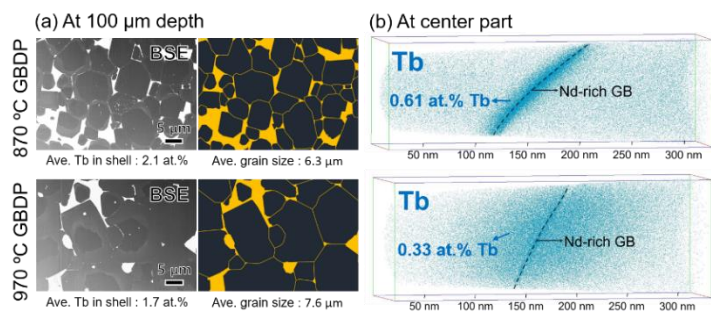 (a) At 100 µm depth
870 ºC GBDP
BSE
5 µm
Ave. Tb in shell : 2.1 at.%
Ave. grain size : 6.3 µm
970 ºC GBDP
BSE
5 µm
Ave. Tb in shell : 1.7 at.%
Ave. grain size : 7.6 µm
(b) At center part
Tb
0.61 at.% Tb
Nd-rich GB
50 nm 100 nm 150 nm 200 nm 250 nm 300 nm
Tb
0.33 at.% Tb
Nd-rich GB
50 nm 100 nm 150 nm 200 nm 250 nm 300 nm